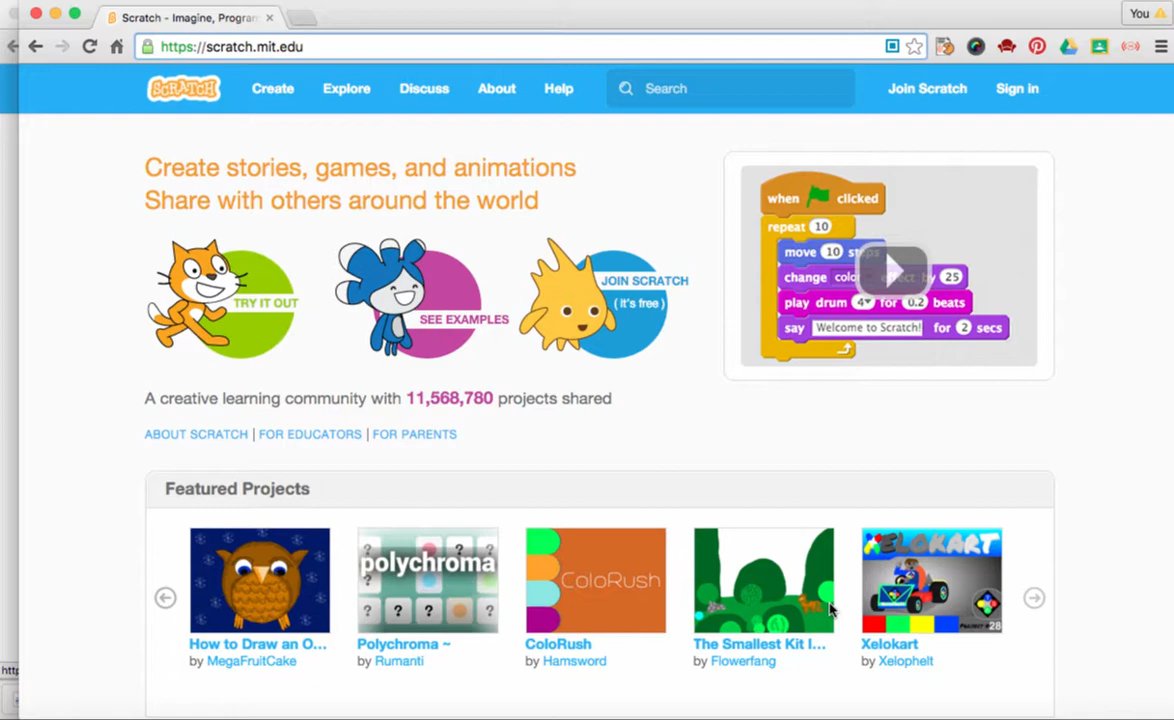 Scratch - Imagine, Program
You
https://scratch.mit.edu
SCRATCH
Create
Explore
Discuss
About
Help
Search
Join Scratch
Sign in
Create stories, games, and animations
Share with others around the world
TRY IT OUT
SEE EXAMPLES
JOIN SCRATCH
( it's free )
when clicked
repeat 10
move 10 steps
change color effect by 25
play drum 4 for 0.2 beats
say Welcome to Scratch! for 2 secs
A creative learning community with 11,568,780 projects shared
ABOUT SCRATCH | FOR EDUCATORS | FOR PARENTS
Featured Projects
? ? ?
polychroma
? ? ?
ColoRush
XELOKART
28
How to Draw an O...
Polychroma ~
ColoRush
The Smallest Kit I...
Xelokart
by MegaFruitCake
by Rumanti
by Hamsword
by Flowerfang
by Xelophelt